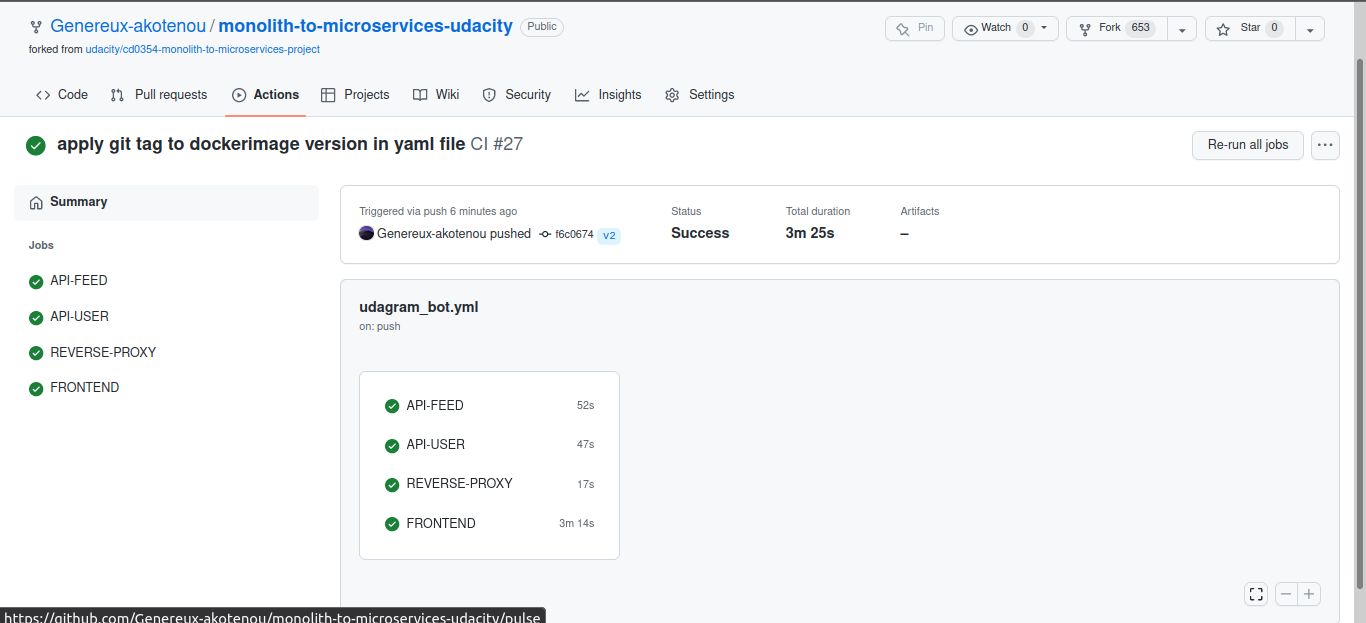 Genereux-akotenou / monolith-to-microservices-udacity Public
Pin Watch 0 Fork 653 Star 0
forked from udacity/cd0354-monolith-to-microservices-project
Code Pull requests Actions Projects Wiki Security Insights Settings
apply git tag to dockerimage version in yaml file CI #27
Re-run all jobs
Summary
Jobs
API-FEED
API-USER
REVERSE-PROXY
FRONTEND
Triggered via push 6 minutes ago
Genereux-akotenou pushed f6c0674 v2
Status
Success
Total duration
3m 25s
Artifacts
–
udagram_bot.yml
on: push
API-FEED 52s
API-USER 47s
REVERSE-PROXY 17s
FRONTEND 3m 14s
https://github.com/Genereux-akotenou/monolith-to-microservices-udacity/pulse